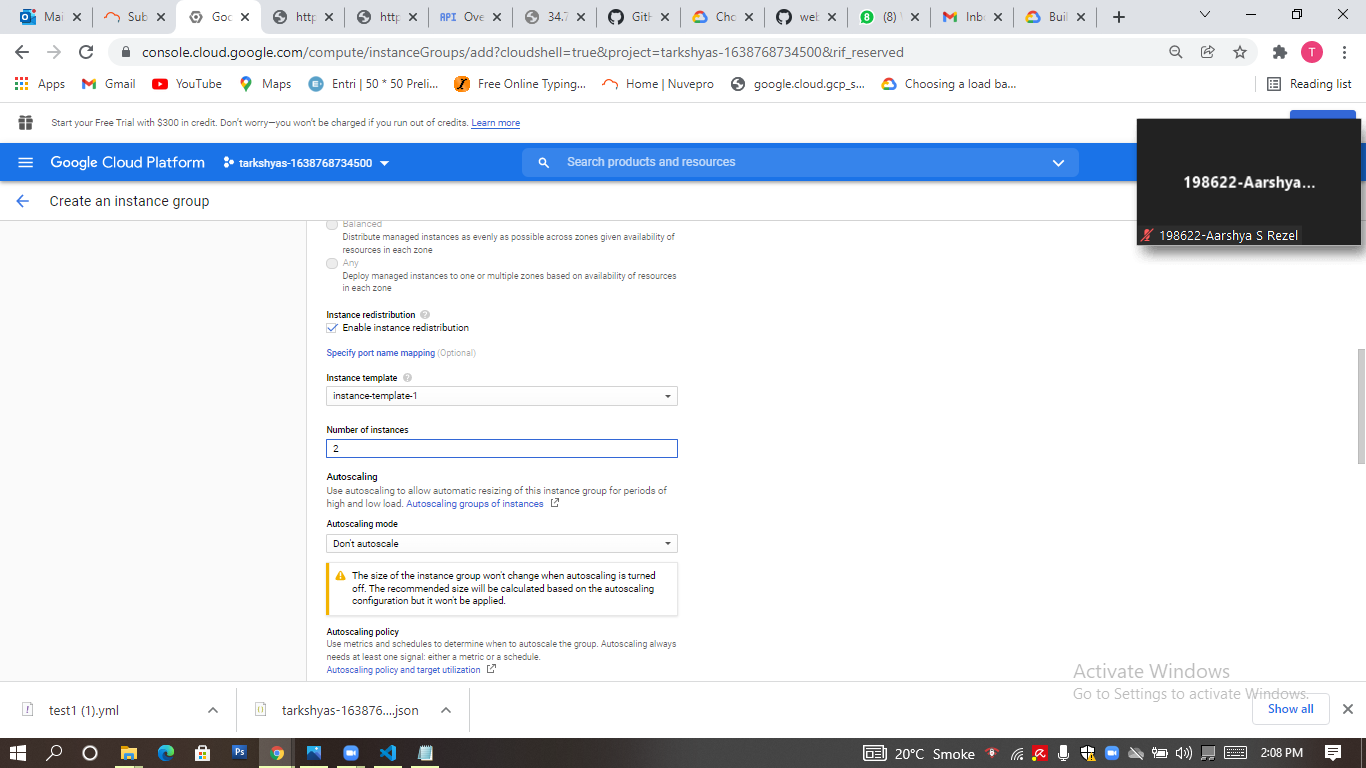 Mai
Sub
Goo
http
http
API Ove
34.7
Gith
Cho
web
8 (8)
Inbo
Buil
console.cloud.google.com/compute/instanceGroups/add?cloudshell=true&project=tarkshyas-1638768734500&rif_reserved
T
Apps
Gmail
YouTube
Maps
Entri | 50 * 50 Preli...
Free Online Typing...
Home | Nuvepro
google.cloud.gcp_s...
Choosing a load ba...
Reading list
Start your Free Trial with $300 in credit. Don't worry—you won't be charged if you run out of credits. Learn more
Google Cloud Platform
tarkshyas-1638768734500
Search products and resources
198622-Aarshya...
198622-Aarshya S Rezel
Create an instance group
Balanced
Distribute managed instances as evenly as possible across zones given availability of
resources in each zone
Any
Deploy managed instances to one or multiple zones based on availability of resources
in each zone
Instance redistribution ?
Enable instance redistribution
Specify port name mapping (Optional)
Instance template ?
instance-template-1
Number of instances
2
Autoscaling
Use autoscaling to allow automatic resizing of this instance group for periods of
high and low load. Autoscaling groups of instances
Autoscaling mode
Don't autoscale
The size of the instance group won't change when autoscaling is turned
off. The recommended size will be calculated based on the autoscaling
configuration but it won't be applied.
Autoscaling policy
Use metrics and schedules to determine when to autoscale the group. Autoscaling always
needs at least one signal: either a metric or a schedule.
Autoscaling policy and target utilization
Activate Windows
Go to Settings to activate Windows.
test1 (1).yml
tarkshyas-163876....json
Show all
Ps
20°C Smoke
2:08 PM